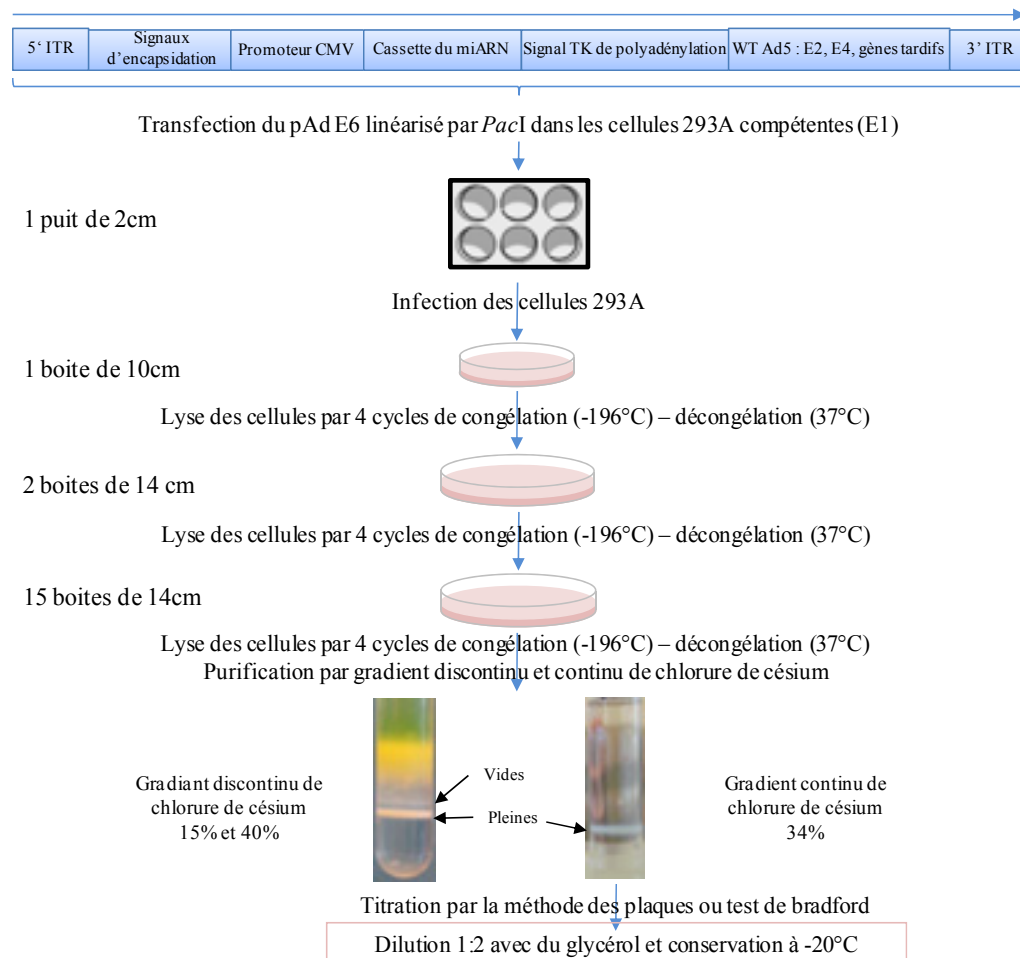 5‘ ITR
Signaux
d’encapsidation
Promoteur CMV
Cassette du miARN
Signal TK de polyadénylation
WT Ad5 : E2, E4, gènes tardifs
3’ ITR
Transfection du pAd E6 linéarisé par PacI dans les cellules 293A compétentes (E1)
1 puit de 2cm
Infection des cellules 293A
1 boite de 10cm
Lyse des cellules par 4 cycles de congélation (-196°C) – décongélation (37°C)
2 boites de 14 cm
Lyse des cellules par 4 cycles de congélation (-196°C) – décongélation (37°C)
15 boites de 14cm
Lyse des cellules par 4 cycles de congélation (-196°C) – décongélation (37°C)
Purification par gradient discontinu et continu de chlorure de césium
Gradiant discontinu de
chlorure de césium
15% et 40%
Vides
Pleines
Gradient continu de
chlorure de césium
34%
Titration par la méthode des plaques ou test de bradford
Dilution 1:2 avec du glycérol et conservation à -20°C